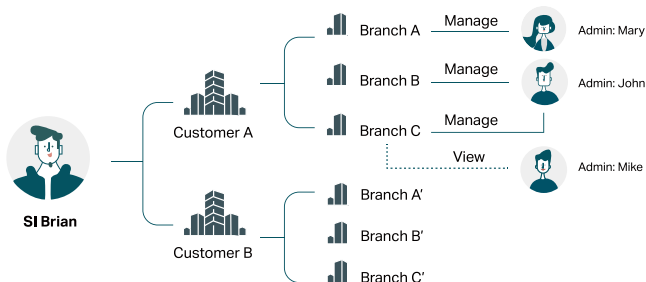 Branch A
Manage
Admin: Mary
Branch B
Manage
Admin: John
Customer A
Branch C
Manage
View
Admin: Mike
SI Brian
Branch A′
Customer B
Branch B′
Branch C′